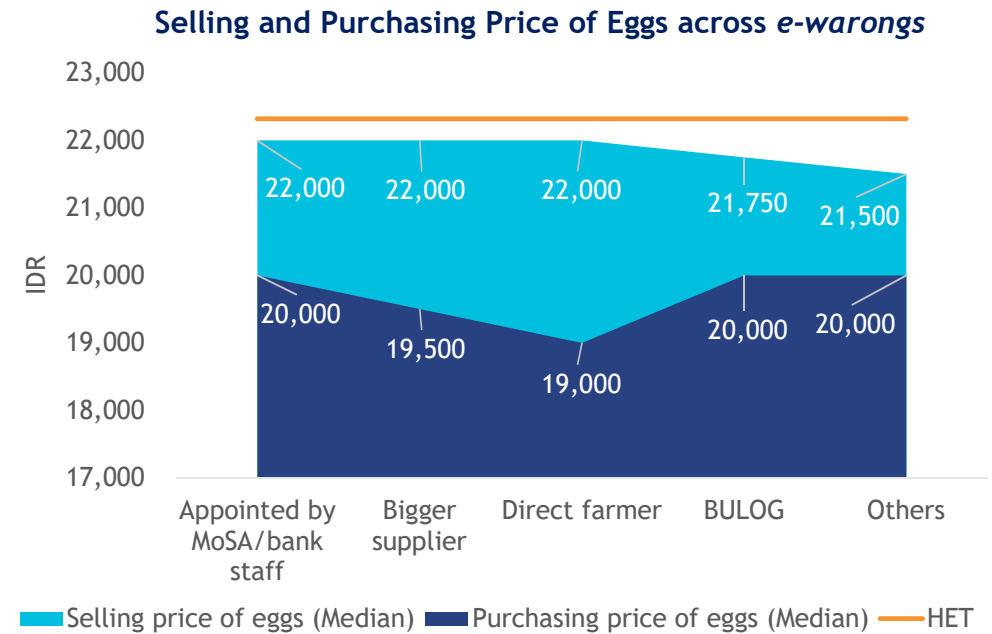 Selling and Purchasing Price of Eggs across e-warongs
23,000
22,000
21,000
20,000
19,000
18,000
17,000
IDR
22,000
22,000
22,000
21,750
21,500
20,000
19,500
19,000
20,000
20,000
Appointed by
MoSA/bank
staff
Bigger
supplier
Direct farmer
BULOG
Others
Selling price of eggs (Median)
Purchasing price of eggs (Median)
HET